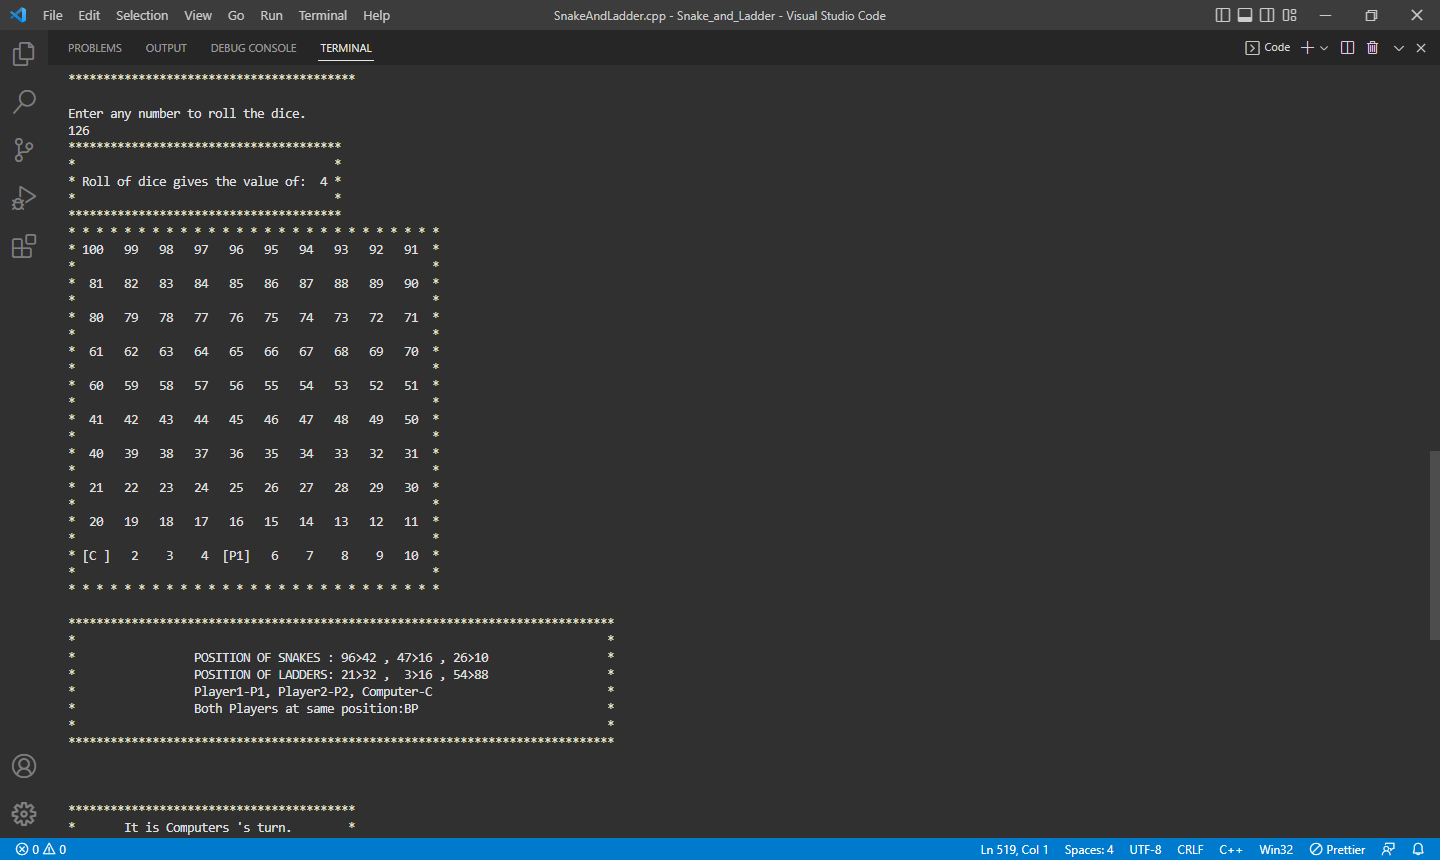 File Edit Selection View Go Run Terminal Help SnakeAndLadder.cpp - Snake_and_Ladder - Visual Studio Code
PROBLEMS OUTPUT DEBUG CONSOLE TERMINAL Code
*****************************************
Enter any number to roll the dice.
126
***************************************
* *
* Roll of dice gives the value of: 4 *
* *
***************************************
* * * * * * * * * * * * * * * * * * * * * * * * * * *
* 100 99 98 97 96 95 94 93 92 91 *
* *
* 81 82 83 84 85 86 87 88 89 90 *
* *
* 80 79 78 77 76 75 74 73 72 71 *
* *
* 61 62 63 64 65 66 67 68 69 70 *
* *
* 60 59 58 57 56 55 54 53 52 51 *
* *
* 41 42 43 44 45 46 47 48 49 50 *
* *
* 40 39 38 37 36 35 34 33 32 31 *
* *
* 21 22 23 24 25 26 27 28 29 30 *
* *
* 20 19 18 17 16 15 14 13 12 11 *
* *
* [C ] 2 3 4 [P1] 6 7 8 9 10 *
* *
* * * * * * * * * * * * * * * * * * * * * * * * * * *
******************************************************************************
* *
* POSITION OF SNAKES : 96>42 , 47>16 , 26>10 *
* POSITION OF LADDERS: 21>32 , 3>16 , 54>88 *
* Player1-P1, Player2-P2, Computer-C *
* Both Players at same position:BP *
* *
******************************************************************************
*****************************************
* It is Computers 's turn. *
0 0 Ln 519, Col 1 Spaces: 4 UTF-8 CRLF C++ Win32 Prettier